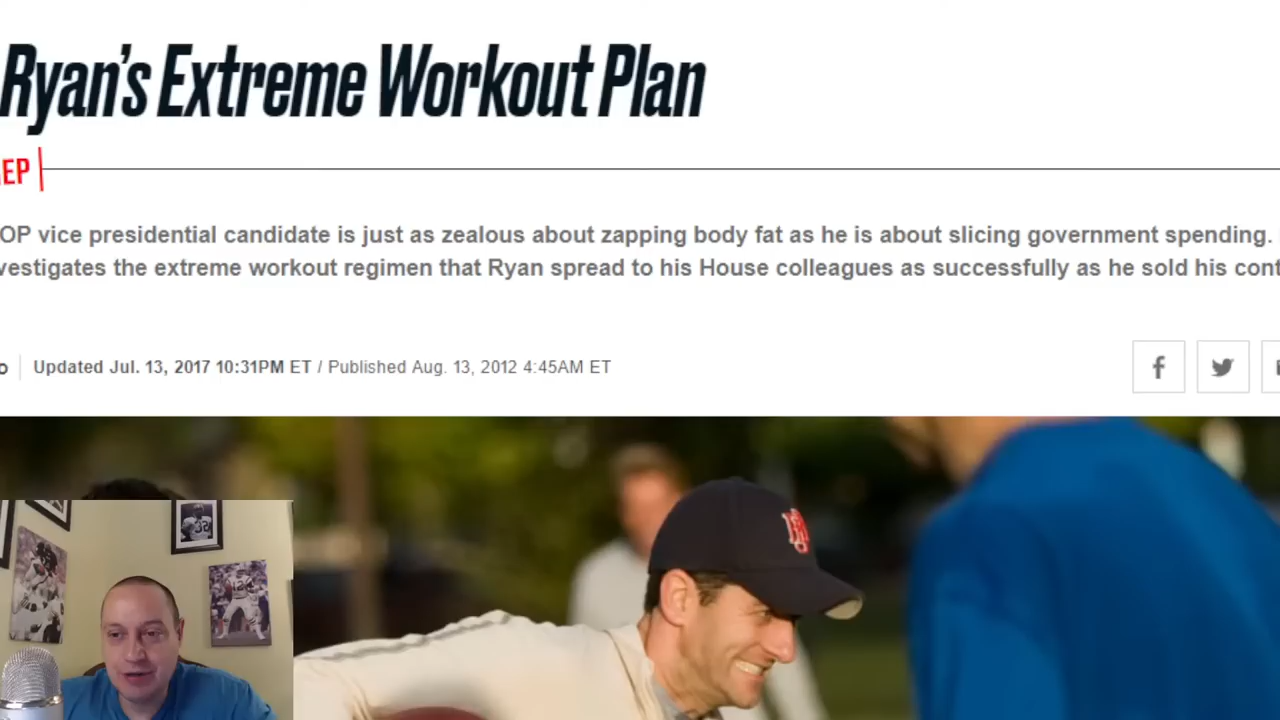 Ryan's Extreme Workout Plan
EP
OP vice presidential candidate is just as zealous about zapping body fat as he is about slicing government spending.
vestigates the extreme workout regimen that Ryan spread to his House colleagues as successfully as he sold his cont
o Updated Jul. 13, 2017 10:31PM ET / Published Aug. 13, 2012 4:45AM ET
32